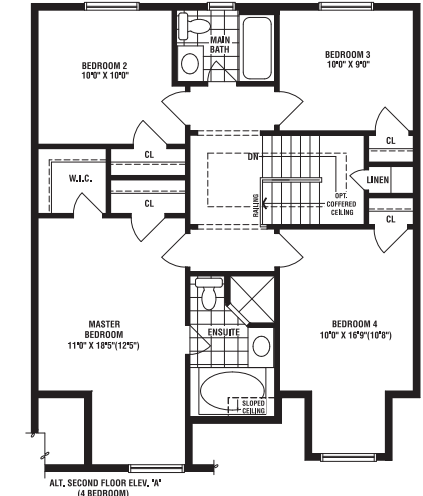 MAIN
BATH
BEDROOM 2
10'0" X 10'0"
BEDROOM 3
10'0" X 9'0"
CL
CL
DN
W.I.C.
LINEN
CL
RAILING
OPT.
COFFERED
CEILING
CL
MASTER
BEDROOM
11'0" X 18'5"(12'5")
ENSUITE
BEDROOM 4
10'0" X 16'9"(10'8")
SLOPED
CEILING
ALT. SECOND FLOOR ELEV. "A"
(4 BEDROOM)